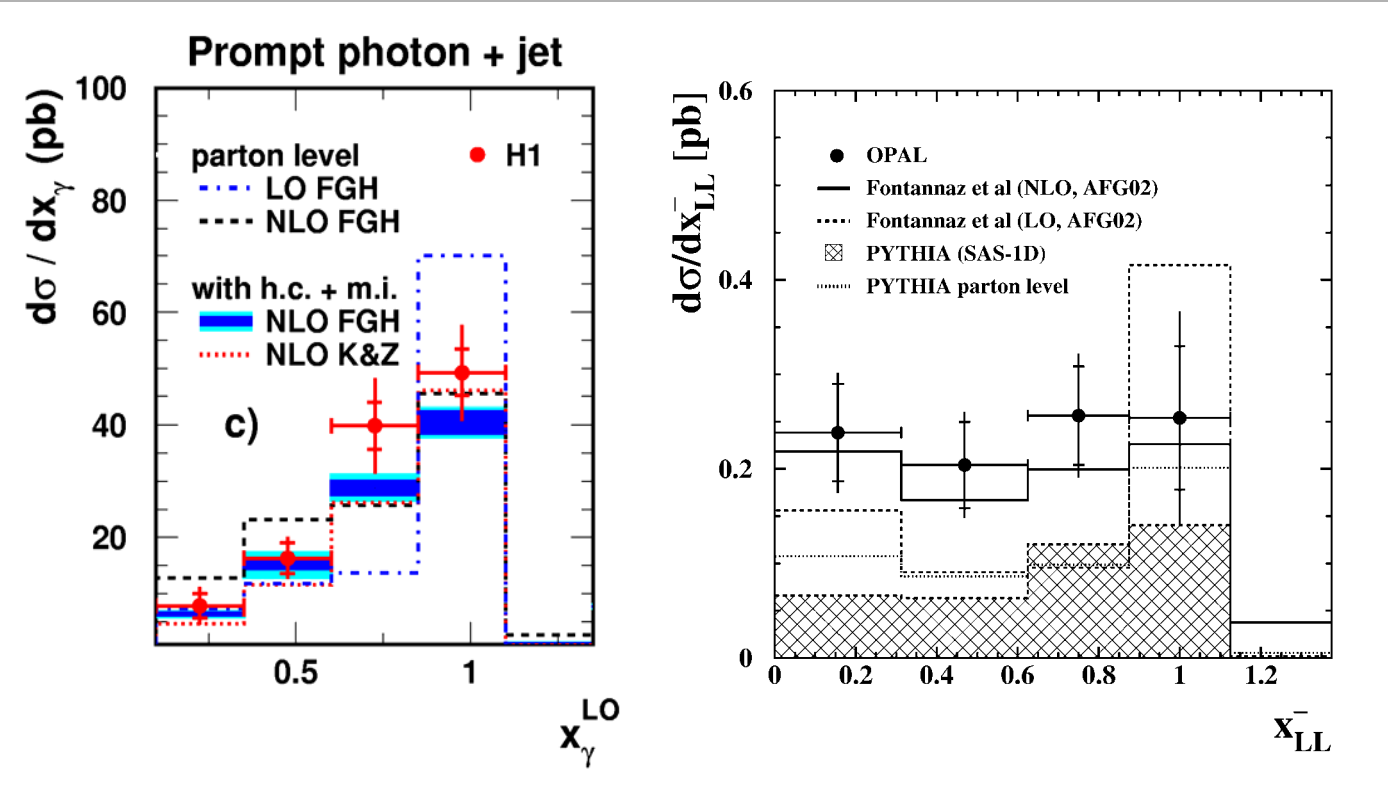 Prompt photon + jet
dσ / dx_γ (pb)
100
80
60
40
20
parton level
LO FGH
NLO FGH
with h.c. + m.i.
NLO FGH
NLO K&Z
H1
c)
0.5
1
x_γ^LO
dσ/dx_LL^− [pb]
0.6
0.4
0.2
0
OPAL
Fontannaz et al (NLO, AFG02)
Fontannaz et al (LO, AFG02)
PYTHIA (SAS-1D)
PYTHIA parton level
0
0.2
0.4
0.6
0.8
1
1.2
x_LL^−